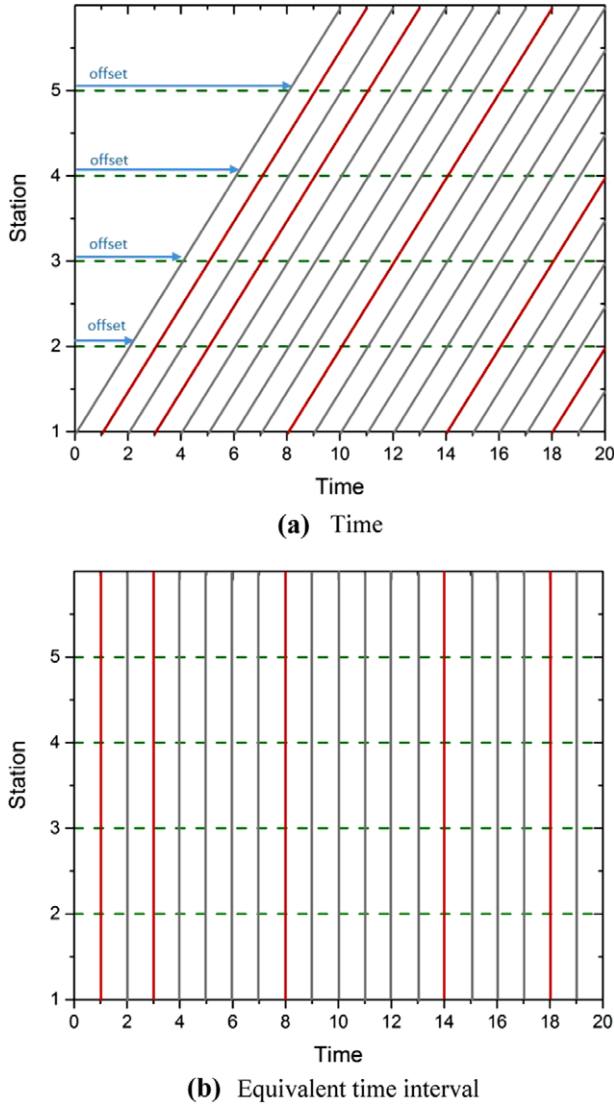 offset
5
offset
4
Station
offset
3
offset
2
1
0 2 4 6 8 10 12 14 16 18 20
Time
(a) Time
5
4
Station
3
2
1
0 2 4 6 8 10 12 14 16 18 20
Time
(b) Equivalent time interval